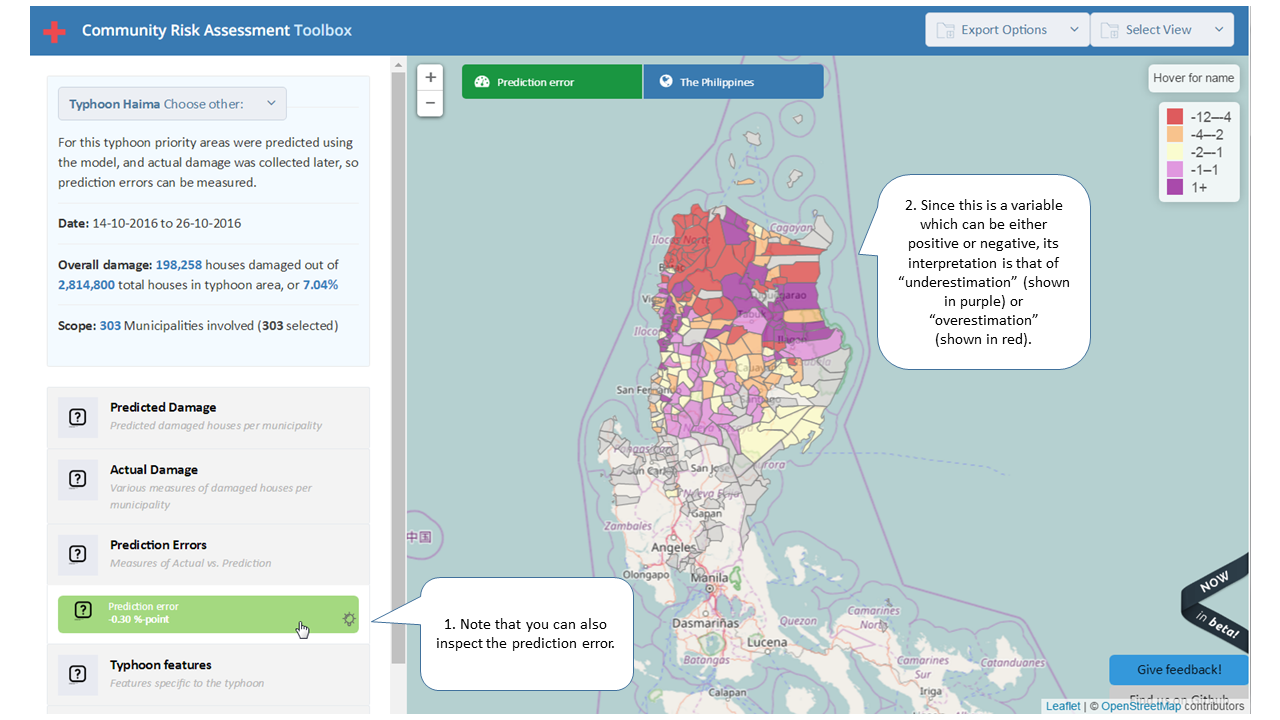 Community Risk Assessment Toolbox
Export Options
Select View
Typhoon Haima Choose other:
For this typhoon priority areas were predicted using
the model, and actual damage was collected later, so
prediction errors can be measured.
Date: 14-10-2016 to 26-10-2016
Overall damage: 198,258 houses damaged out of
2,814,800 total houses in typhoon area, or 7.04%
Scope: 303 Municipalities involved (303 selected)
Predicted Damage
Predicted damaged houses per municipality
Actual Damage
Various measures of damaged houses per
municipality
Prediction Errors
Measures of Actual vs. Prediction
Prediction error
-0.30 %-point
Typhoon features
Features specific to the typhoon
+
−
Prediction error
The Philippines
Hover for name
-12—-4
-4—-2
-2—-1
-1–1
1+
2. Since this is a variable
which can be either
positive or negative, its
interpretation is that of
“underestimation” (shown
in purple) or
“overestimation”
(shown in red).
1. Note that you can also
inspect the prediction error.
Cagayan
Ilocos Norte
San Fernando
San Jose
Aurora
Nueva Ecija
Gapan
Zambales
中国
Angeles
Olongapo
Manila
Dasmariñas
Quezon
Camarines
Norte
Lucena
Batangas
Camarines
Sur
Catanduanes
Iriga
Calapan
NOW
in beta!
Give feedback!
Find us on Github
Leaflet | © OpenStreetMap contributors